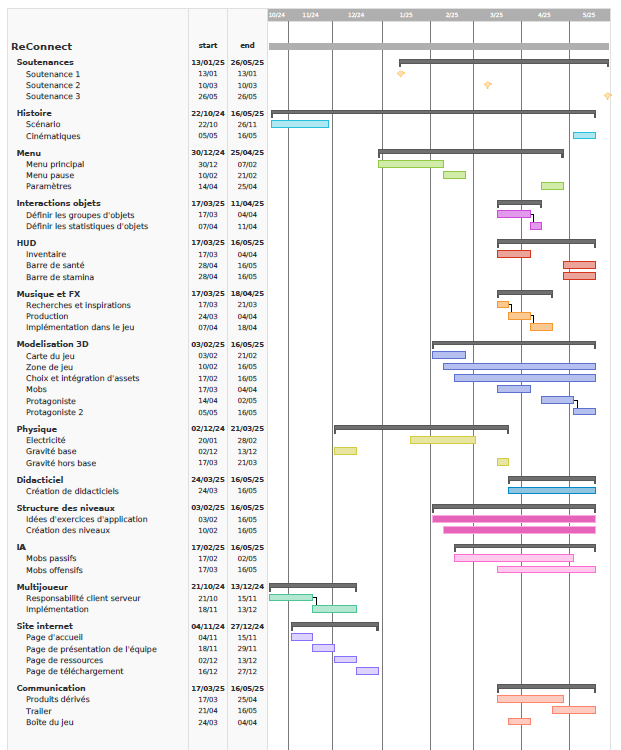 10/24 11/24 12/24 1/25 2/25 3/25 4/25 5/25
ReConnect start end
Soutenances 13/01/25 26/05/25
Soutenance 1 13/01 13/01
Soutenance 2 10/03 10/03
Soutenance 3 26/05 26/05
Histoire 22/10/24 16/05/25
Scénario 22/10 26/11
Cinématiques 05/05 16/05
Menu 30/12/24 25/04/25
Menu principal 30/12 07/02
Menu pause 10/02 21/02
Paramètres 14/04 25/04
Interactions objets 17/03/25 11/04/25
Définir les groupes d'objets 17/03 04/04
Définir les statistiques d'objets 07/04 11/04
HUD 17/03/25 16/05/25
Inventaire 17/03 04/04
Barre de santé 28/04 16/05
Barre de stamina 28/04 16/05
Musique et FX 17/03/25 18/04/25
Recherches et inspirations 17/03 21/03
Production 24/03 04/04
Implémentation dans le jeu 07/04 18/04
Modelisation 3D 03/02/25 16/05/25
Carte du jeu 03/02 21/02
Zone de jeu 10/02 16/05
Choix et intégration d'assets 17/02 16/05
Mobs 17/03 04/04
Protagoniste 14/04 02/05
Protagoniste 2 05/05 16/05
Physique 02/12/24 21/03/25
Electricité 20/01 28/02
Gravité base 02/12 13/12
Gravité hors base 17/03 21/03
Didacticiel 24/03/25 16/05/25
Création de didacticiels 24/03 16/05
Structure des niveaux 03/02/25 16/05/25
Idées d'exercices d'application 03/02 16/05
Création des niveaux 10/02 16/05
IA 17/02/25 16/05/25
Mobs passifs 17/02 02/05
Mobs offensifs 17/03 16/05
Multijoueur 21/10/24 13/12/24
Responsabilité client serveur 21/10 15/11
Implémentation 18/11 13/12
Site internet 04/11/24 27/12/24
Page d'accueil 04/11 15/11
Page de présentation de l'équipe 18/11 29/11
Page de ressources 02/12 13/12
Page de téléchargement 16/12 27/12
Communication 17/03/25 16/05/25
Produits dérivés 17/03 25/04
Trailer 21/04 16/05
Boîte du jeu 24/03 04/04